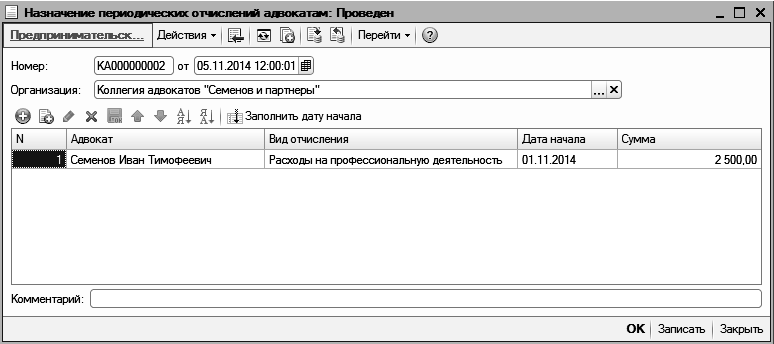 Назначение периодических отчислений адвокатам: Проведен
Предпринимательск... Действия Перейти
Номер: КА000000002 от 05.11.2014 12:00:01
Организация: Коллегия адвокатов "Семенов и партнеры" ... X
Заполнить дату начала
N Адвокат Вид отчисления Дата начала Сумма
1 Семенов Иван Тимофеевич Расходы на профессиональную деятельность 01.11.2014 2 500,00
Комментарий:
OK Записать Закрыть